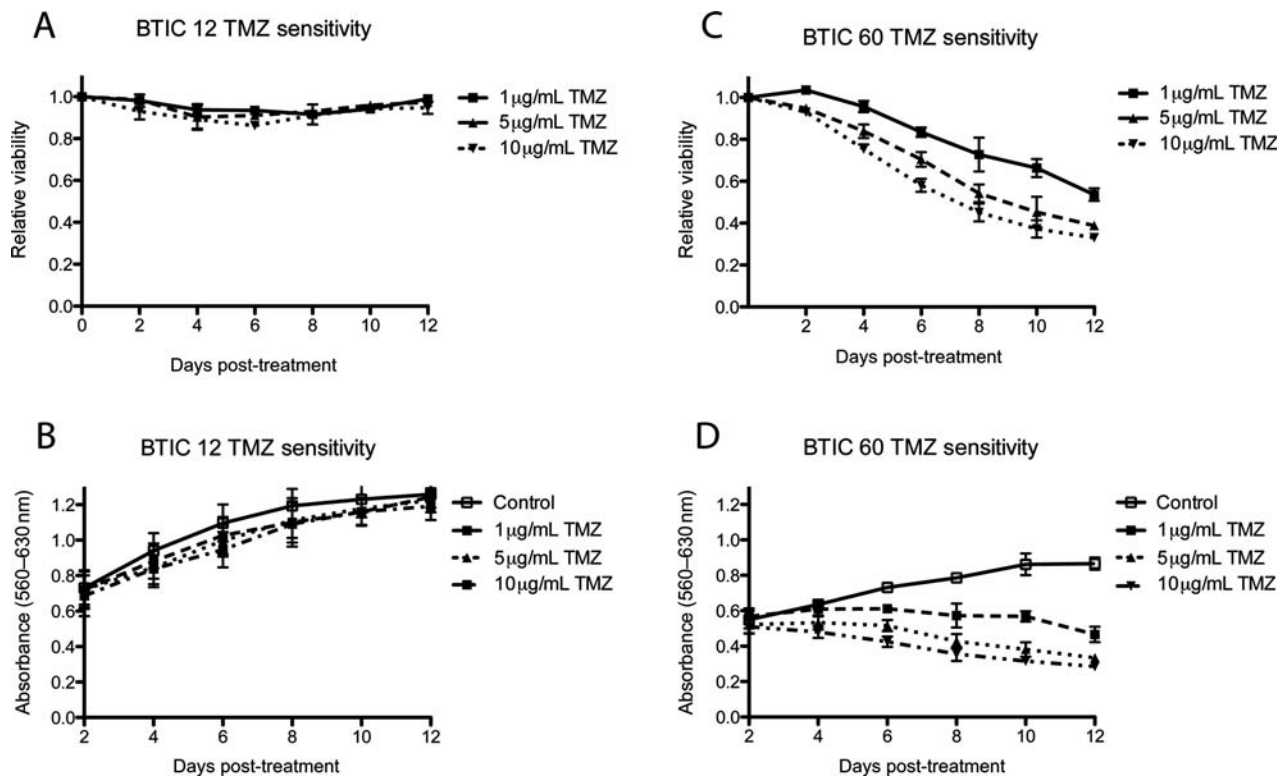 A
BTIC 12 TMZ sensitivity
Relative viability
1.0
0.8
0.6
0.4
0.2
0.0
0 2 4 6 8 10 12
Days post-treatment
1µg/mL TMZ
5µg/mL TMZ
10µg/mL TMZ
C
BTIC 60 TMZ sensitivity
Relative viability
1.0
0.8
0.6
0.4
0.2
0.0
2 4 6 8 10 12
Days post-treatment
1µg/mL TMZ
5µg/mL TMZ
10µg/mL TMZ
B
BTIC 12 TMZ sensitivity
Absorbance (560–630 nm)
1.2
1.0
0.8
0.6
0.4
0.2
0.0
2 4 6 8 10 12
Days post-treatment
Control
1µg/mL TMZ
5µg/mL TMZ
10µg/mL TMZ
D
BTIC 60 TMZ sensitivity
Absorbance (560–630 nm)
1.2
1.0
0.8
0.6
0.4
0.2
0.0
2 4 6 8 10 12
Days post-treatment
Control
1µg/mL TMZ
5µg/mL TMZ
10µg/mL TMZ